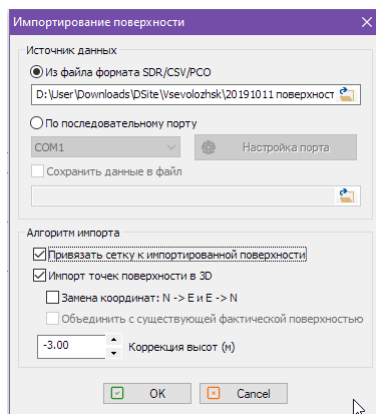 Импортирование поверхности
Источник данных
Из файла формата SDR/CSV/PCO
D:\User\Downloads\DSite\Vsevolozhsk\20191011 поверхност
По последовательному порту
COM1
Настройка порта
Сохранить данные в файл
Алгоритм импорта
Привязать сетку к импортированной поверхности
Импорт точек поверхности в 3D
Замена координат: N -> E и E -> N
Объединить с существующей фактической поверхностью
-3.00 Коррекция высот (м)
OK Cancel